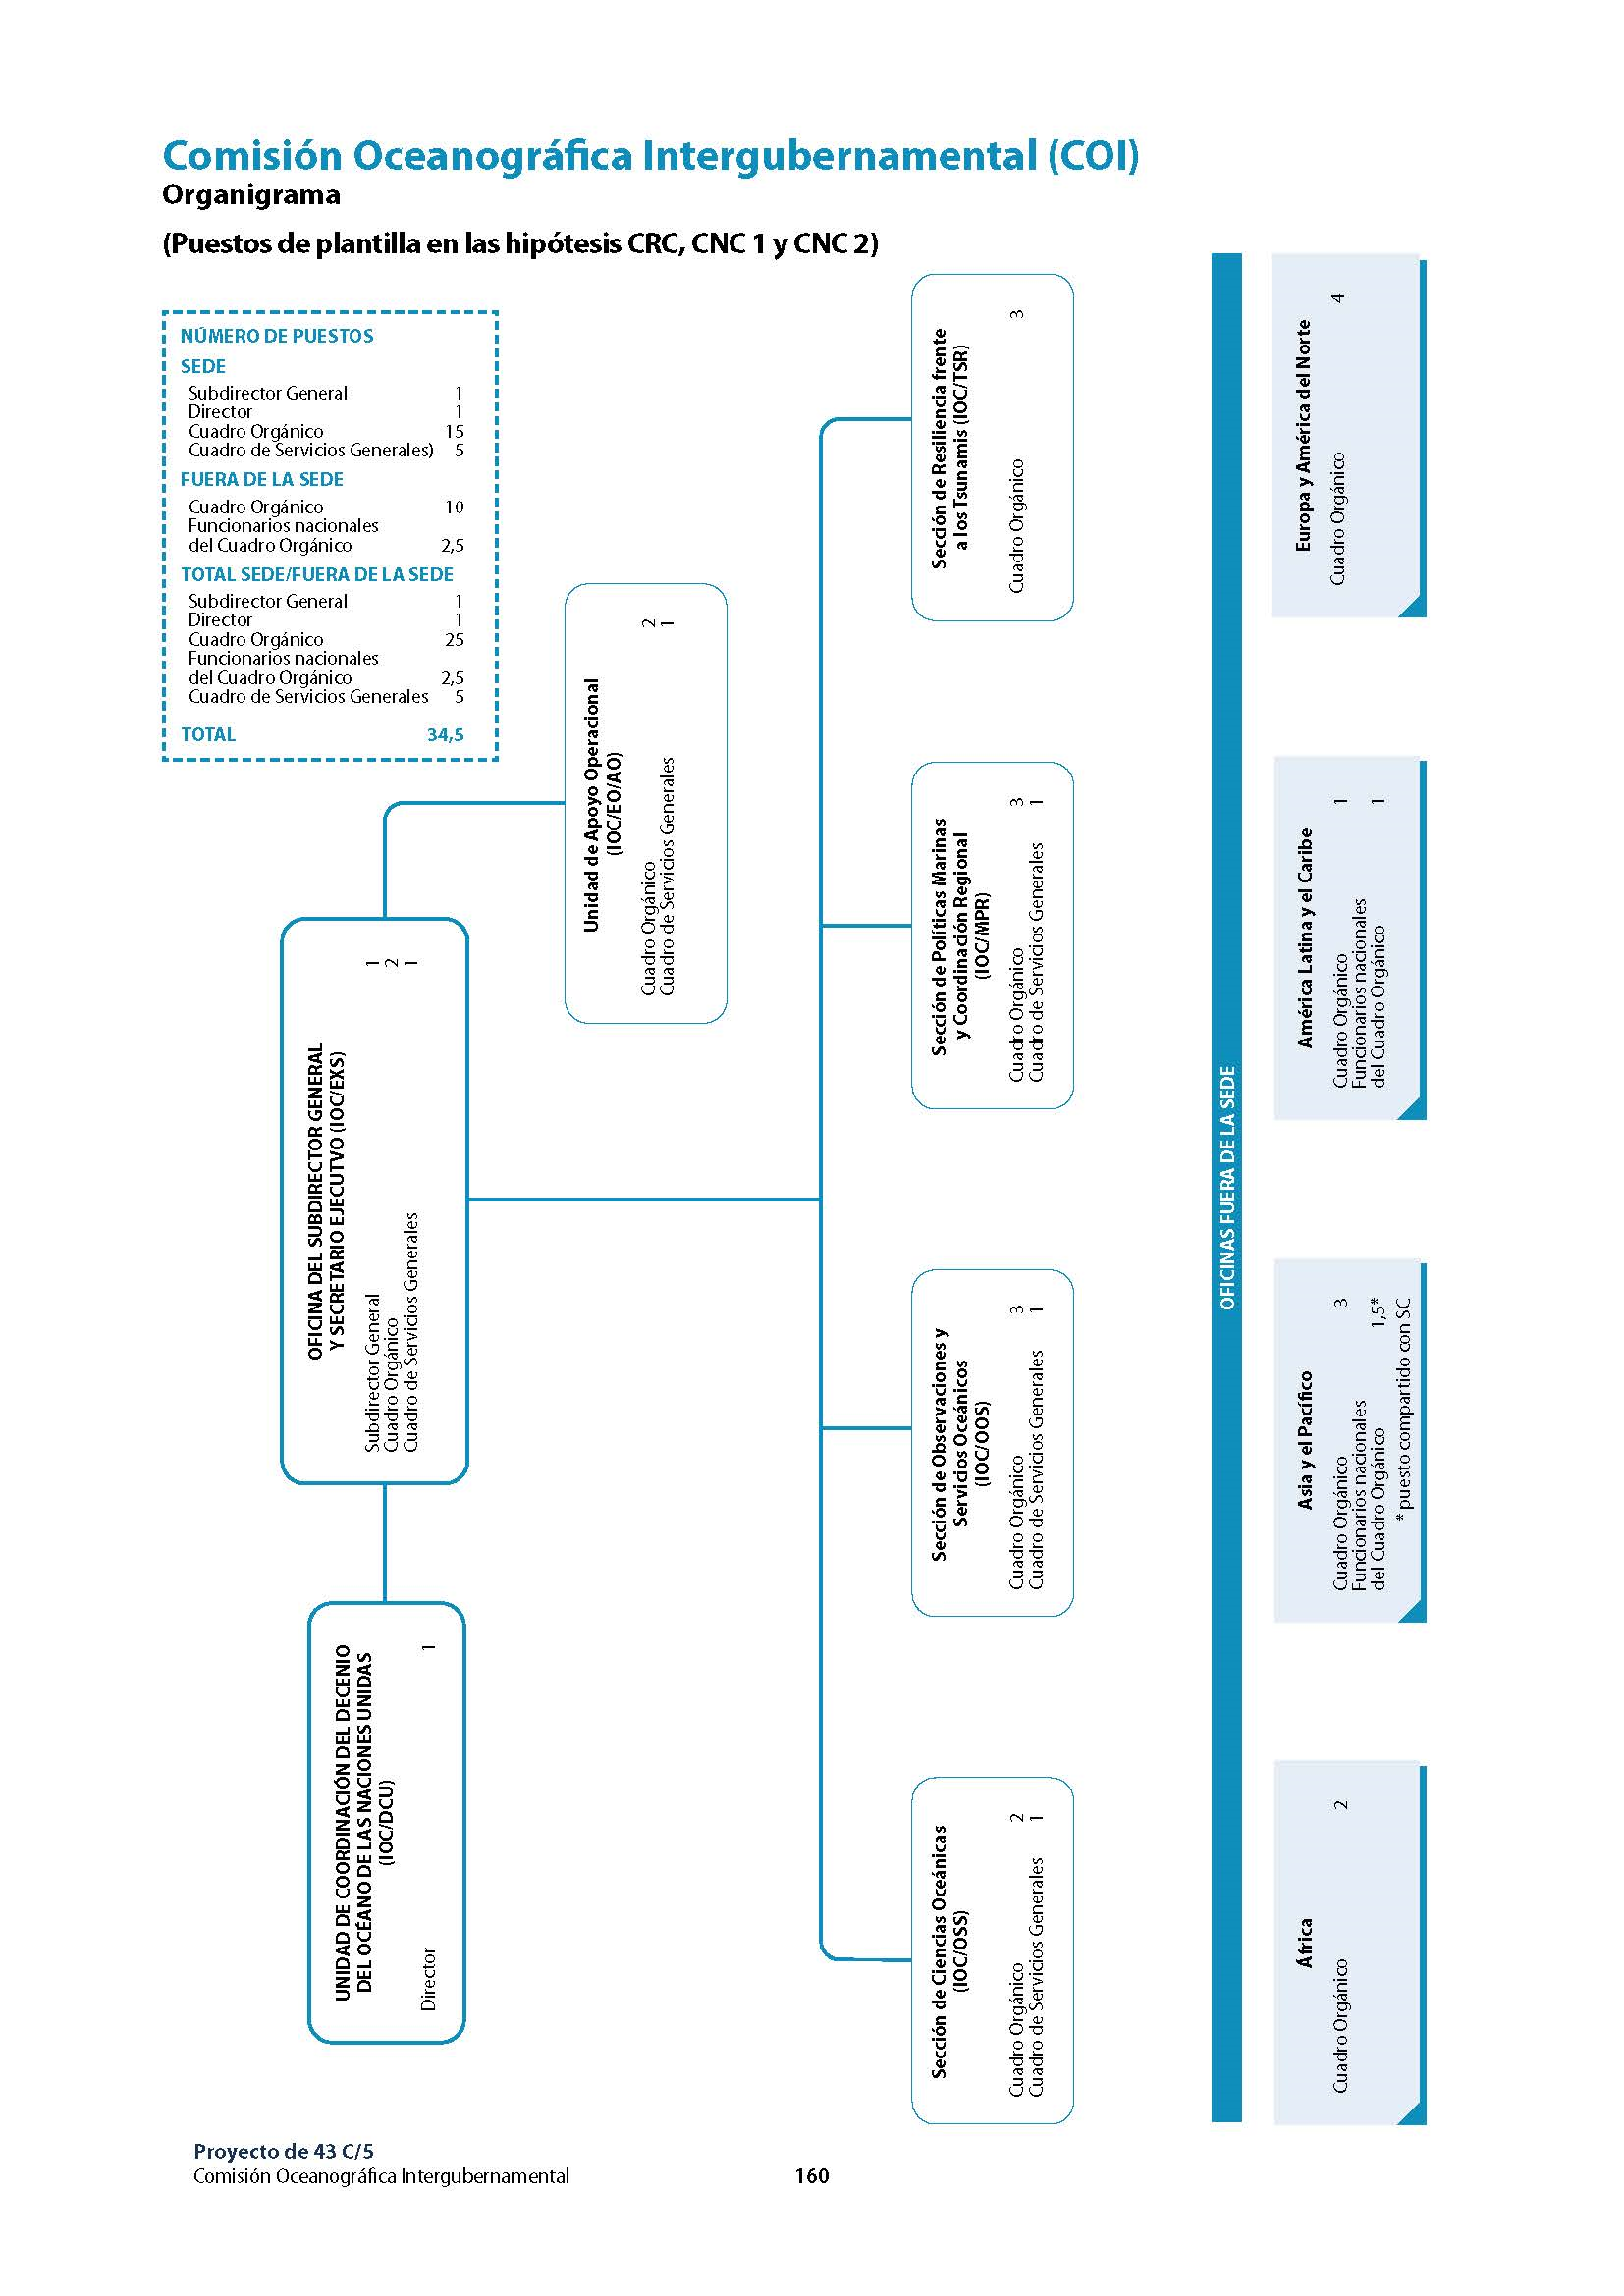 Comisión Oceanográfica Intergubernamental (COI)
Organigrama
(Puestos de plantilla en las hipótesis CRC, CNC 1 y CNC 2)
NÚMERO DE PUESTOS
SEDE
Subdirector General 1
Director 1
Cuadro Orgánico 15
Cuadro de Servicios Generales) 5
FUERA DE LA SEDE
Cuadro Orgánico 10
Funcionarios nacionales
del Cuadro Orgánico 2,5
TOTAL SEDE/FUERA DE LA SEDE
Subdirector General 1
Director 1
Cuadro Orgánico 25
Funcionarios nacionales
del Cuadro Orgánico 2,5
Cuadro de Servicios Generales 5
TOTAL 34,5
UNIDAD DE COORDINACIÓN DEL DECENIO
DEL OCÉANO DE LAS NACIONES UNIDAS
(IOC/DCU)
Director 1
OFICINA DEL SUBDIRECTOR GENERAL
Y SECRETARIO EJECUTVO (IOC/EXS)
Subdirector General 1
Cuadro Orgánico 2
Cuadro de Servicios Generales 1
Unidad de Apoyo Operacional
(IOC/EO/AO)
Cuadro Orgánico 2
Cuadro de Servicios Generales 1
Sección de Ciencias Oceánicas
(IOC/OSS)
Cuadro Orgánico 2
Cuadro de Servicios Generales 1
Sección de Observaciones y
Servicios Oceánicos
(IOC/OOS)
Cuadro Orgánico 3
Cuadro de Servicios Generales 1
Sección de Políticas Marinas
y Coordinación Regional
(IOC/MPR)
Cuadro Orgánico 3
Cuadro de Servicios Generales 1
Sección de Resiliencia frente
a los Tsunamis (IOC/TSR)
Cuadro Orgánico 3
OFICINAS FUERA DE LA SEDE
África
Cuadro Orgánico 2
Asia y el Pacífico
Cuadro Orgánico 3
Funcionarios nacionales
del Cuadro Orgánico 1,5*
* puesto compartido con SC
América Latina y el Caribe
Cuadro Orgánico 1
Funcionarios nacionales
del Cuadro Orgánico 1
Europa y América del Norte
Cuadro Orgánico 4
Proyecto de 43 C/5
Comisión Oceanográfica Intergubernamental 160